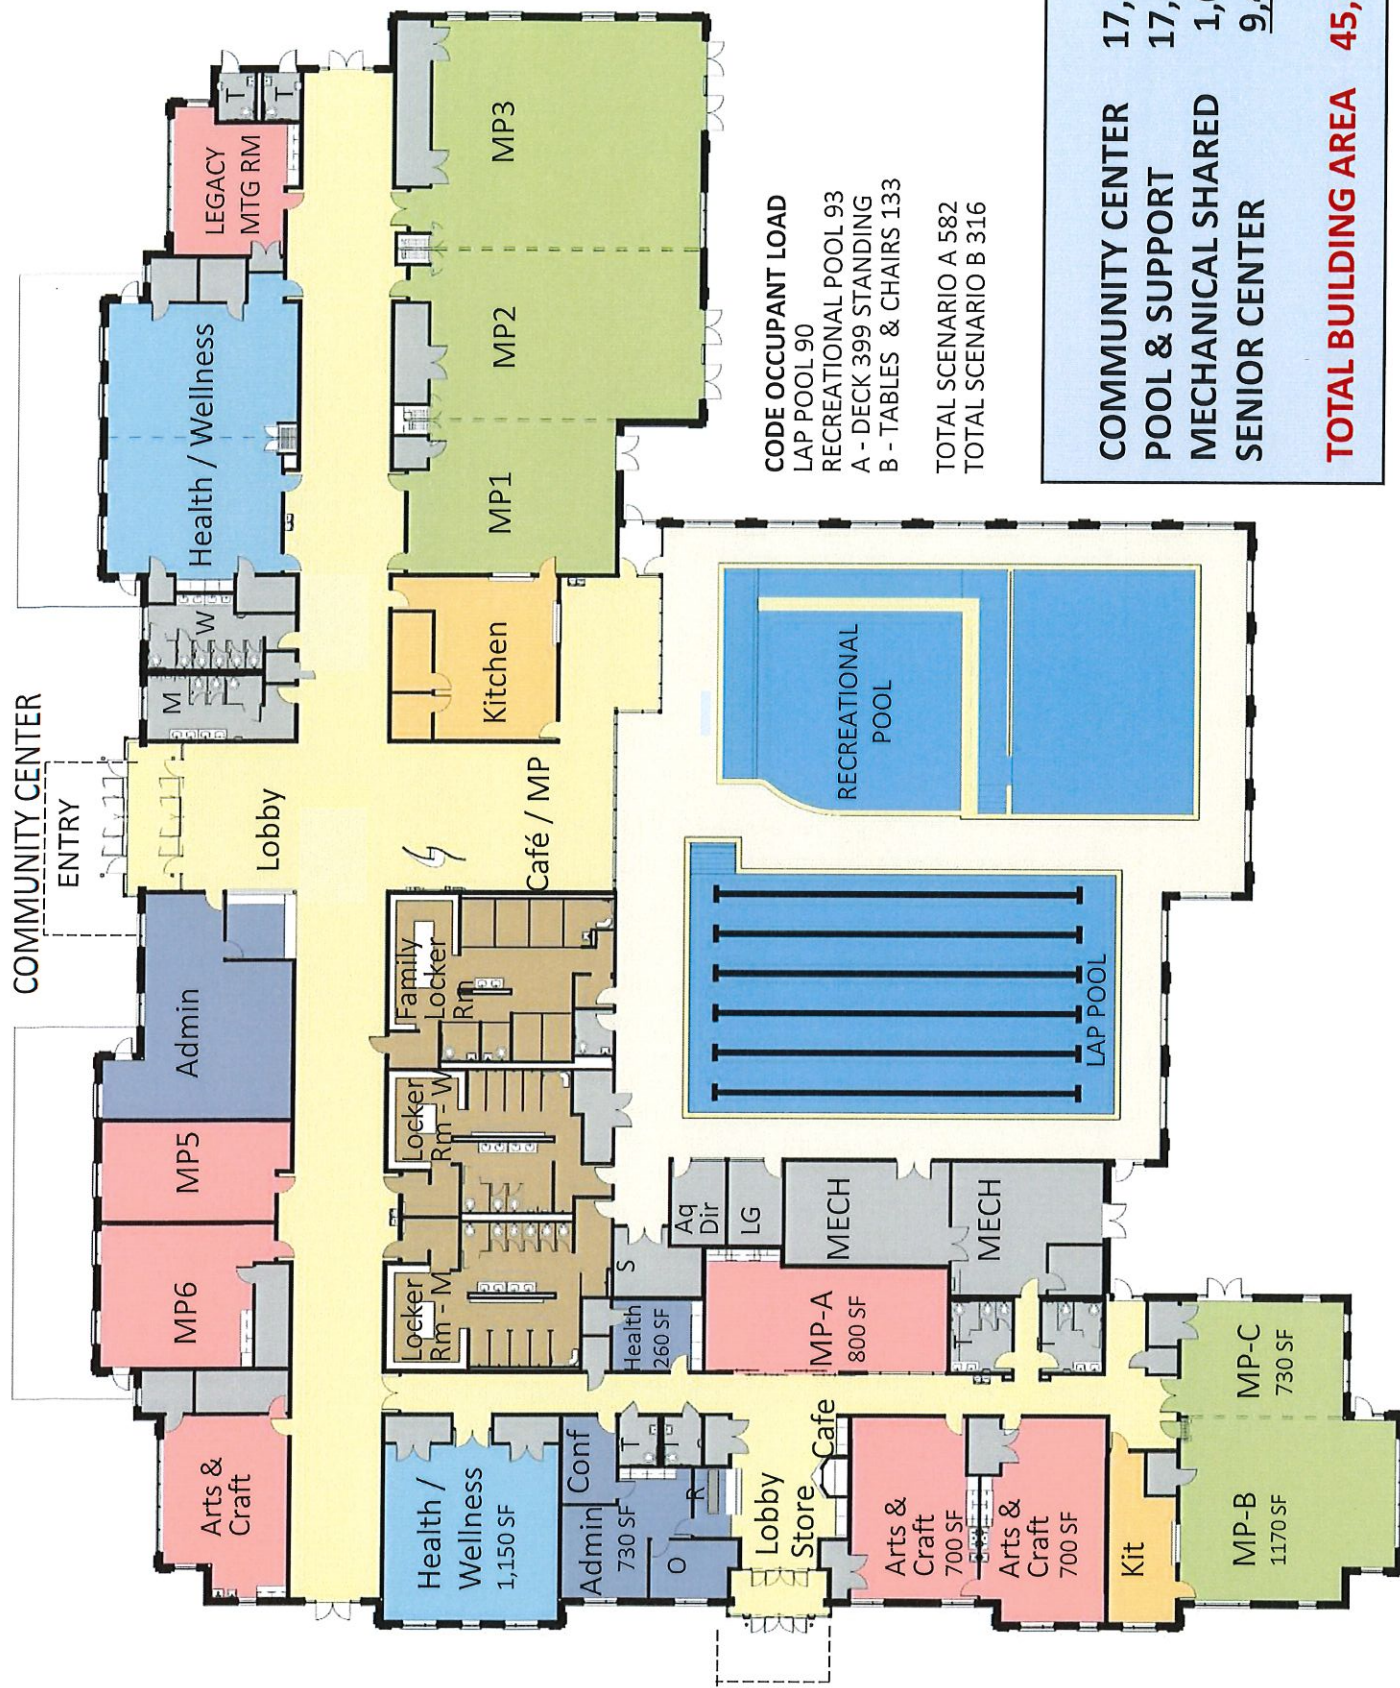 COMMUNITY CENTER
ENTRY
T
T
LEGACY
MTG RM
Health / Wellness
W
M
Lobby
Admin
MP5
MP6
Arts &
Craft
MP3
MP2
MP1
Kitchen
Café / MP
Family
Locker
Rm
Locker
Rm - W
Locker
Rm - M
CODE OCCUPANT LOAD
LAP POOL 90
RECREATIONAL POOL 93
A - DECK 399 STANDING
B - TABLES & CHAIRS 133
TOTAL SCENARIO A 582
TOTAL SCENARIO B 316
COMMUNITY CENTER 17,
POOL & SUPPORT 17,
MECHANICAL SHARED 1,
SENIOR CENTER 9,
TOTAL BUILDING AREA 45,
RECREATIONAL
POOL
LAP POOL
Aq
Dir
LG
S
MECH
MECH
Health
260 SF
MP-A
800 SF
T
T
Health /
Wellness
1,150 SF
Conf
Admin
730 SF
O
R
T
T
Lobby
Store
Cafe
Arts &
Craft
700 SF
Arts &
Craft
700 SF
Kit
MP-C
730 SF
MP-B
1170 SF